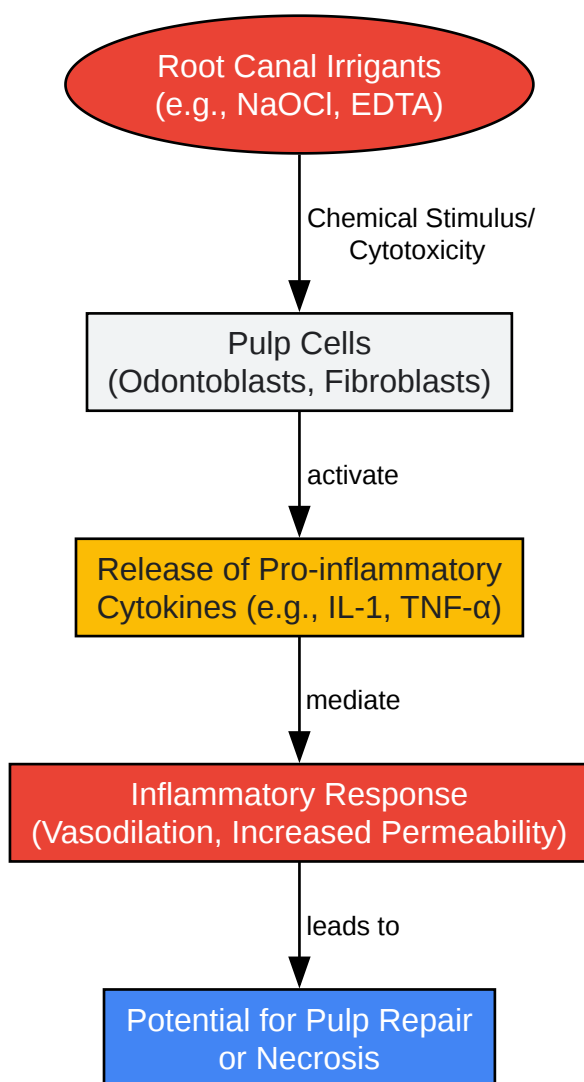 Root Canal Irrigants
(e.g., NaOCl, EDTA)
Chemical Stimulus/
Cytotoxicity
Pulp Cells
(Odontoblasts, Fibroblasts)
activate
Release of Pro-inflammatory
Cytokines (e.g., IL-1, TNF-α)
mediate
Inflammatory Response
(Vasodilation, Increased Permeability)
leads to
Potential for Pulp Repair
or Necrosis